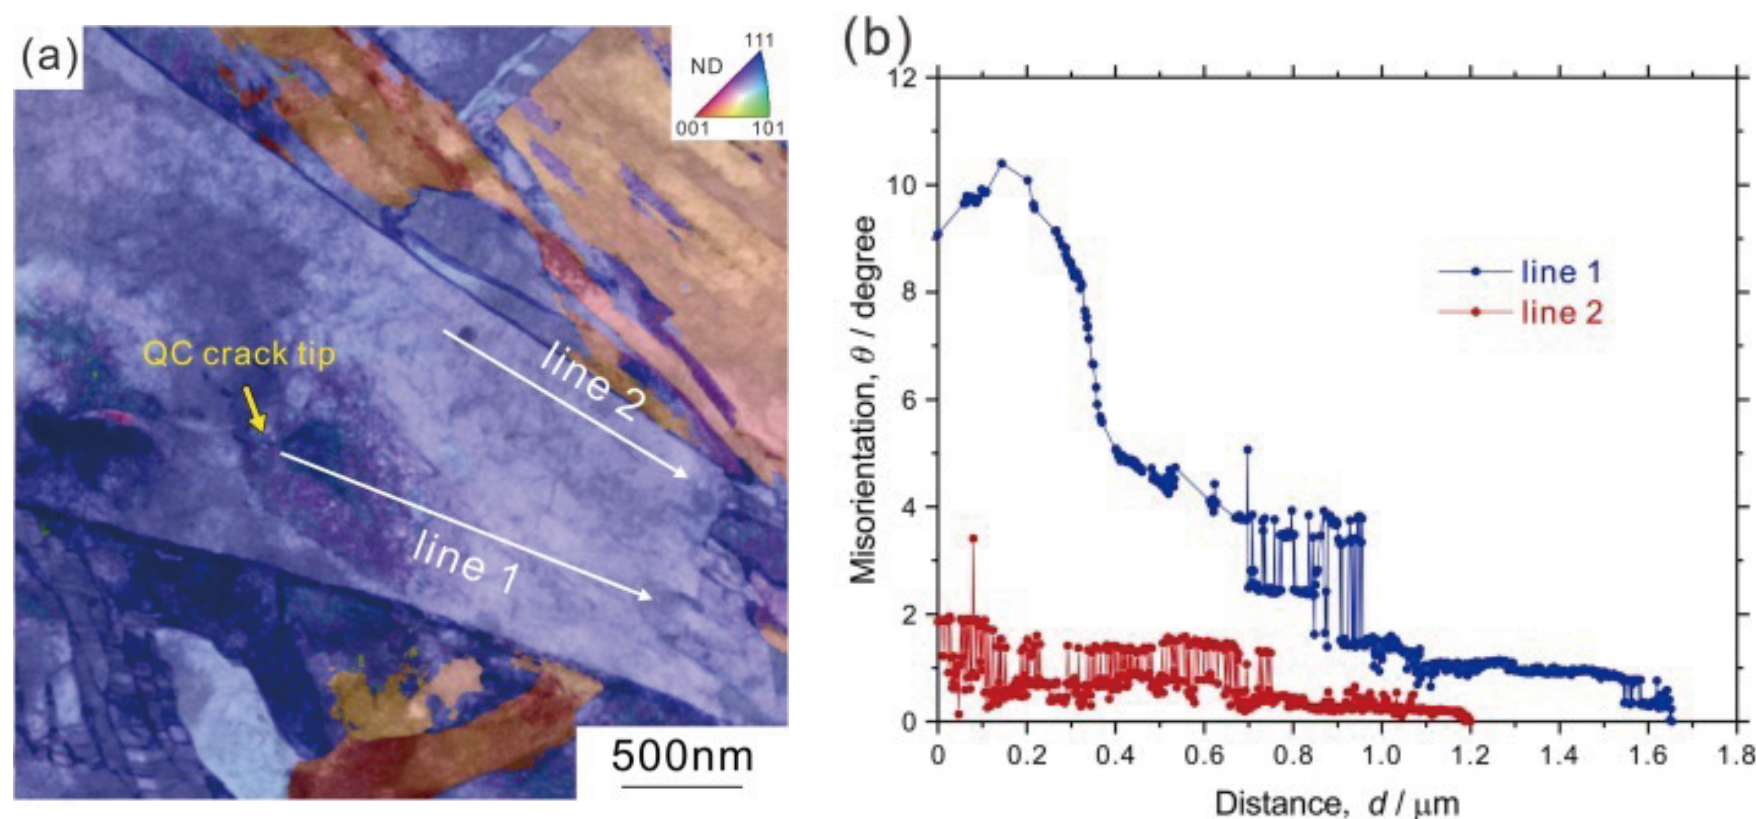 (a)
ND
111
001
101
QC crack tip
line 2
line 1
500nm
(b)
12
10
8
6
4
2
0
Misorientation, θ / degree
line 1
line 2
0
0.2
0.4
0.6
0.8
1.0
1.2
1.4
1.6
1.8
Distance, d / μm